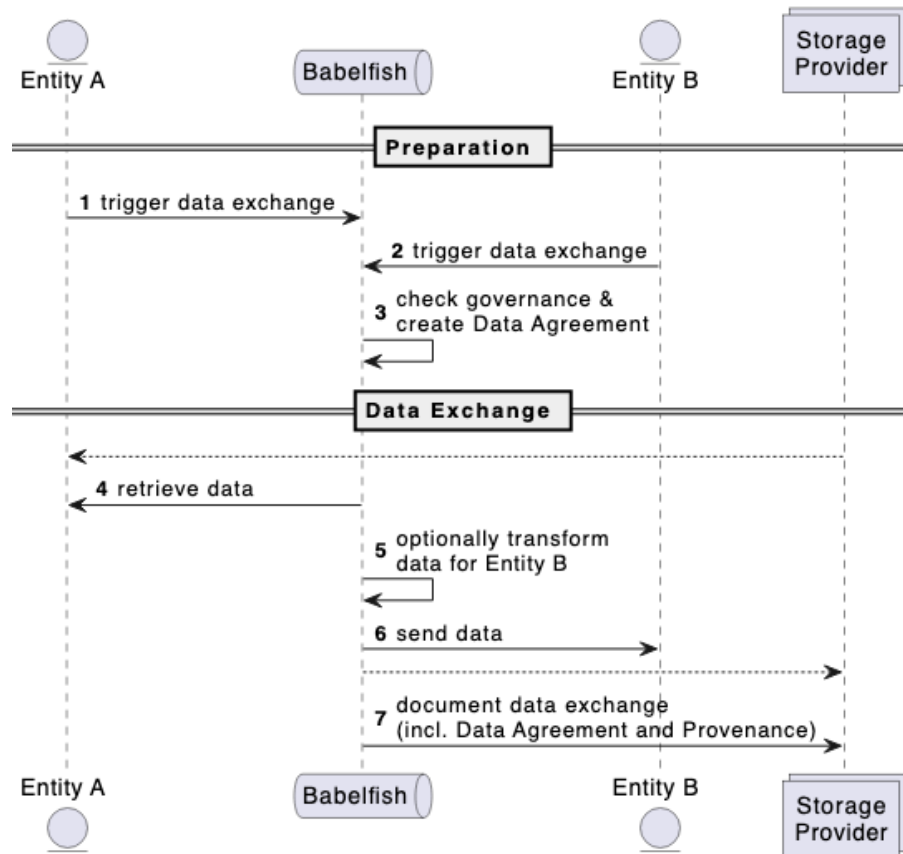 Entity A
Babelfish
Entity B
Storage
Provider
Preparation
1 trigger data exchange
2 trigger data exchange
3 check governance &
create Data Agreement
Data Exchange
4 retrieve data
5 optionally transform
data for Entity B
6 send data
7 document data exchange
(incl. Data Agreement and Provenance)
Entity A
Babelfish
Entity B
Storage
Provider